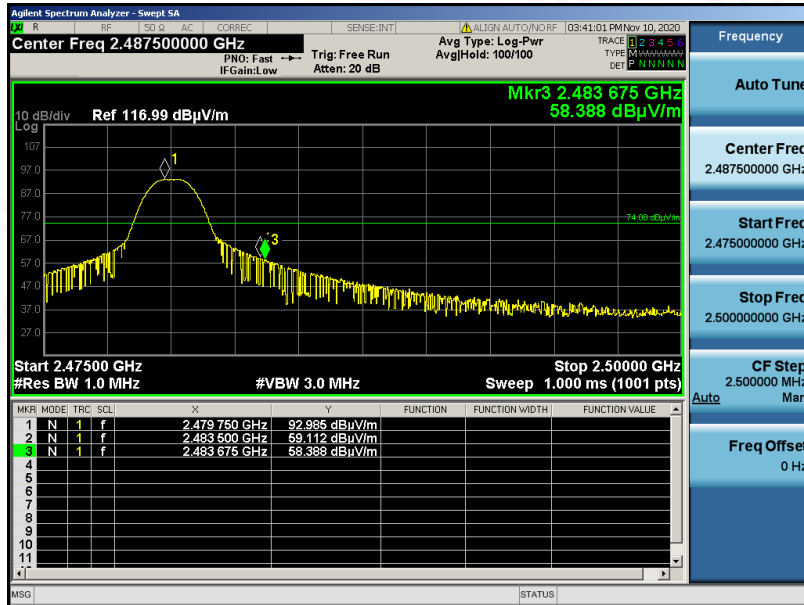 Agilent Spectrum Analyzer - Swept SA
LXI R RF 50 Ω AC CORREC SENSE:INT ALIGN AUTO/NO RF 03:41:01 PM Nov 10, 2020
Center Freq 2.487500000 GHz
PNO: Fast
IFGain:Low
Trig: Free Run
Atten: 20 dB
Avg Type: Log-Pwr
Avg|Hold: 100/100
TRACE 1 2 3 4 5 6
TYPE M
DET P N N N N N
Mkr3 2.483 675 GHz
58.388 dBµV/m
10 dB/div Ref 116.99 dBµV/m
Log
107
97.0
87.0
77.0
67.0
57.0
47.0
37.0
27.0
1
3
74.00 dBµV/m
Start 2.47500 GHz Stop 2.50000 GHz
#Res BW 1.0 MHz #VBW 3.0 MHz Sweep 1.000 ms (1001 pts)
MKR MODE TRC SCL X Y FUNCTION FUNCTION WIDTH FUNCTION VALUE
1 N 1 f 2.479 750 GHz 92.985 dBµV/m
2 N 1 f 2.483 500 GHz 59.112 dBµV/m
3 N 1 f 2.483 675 GHz 58.388 dBµV/m
4
5
6
7
8
9
10
11
MSG STATUS
Frequency
Auto Tune
Center Freq
2.487500000 GHz
Start Freq
2.475000000 GHz
Stop Freq
2.500000000 GHz
CF Step
2.500000 MHz
Auto Man
Freq Offset
0 Hz